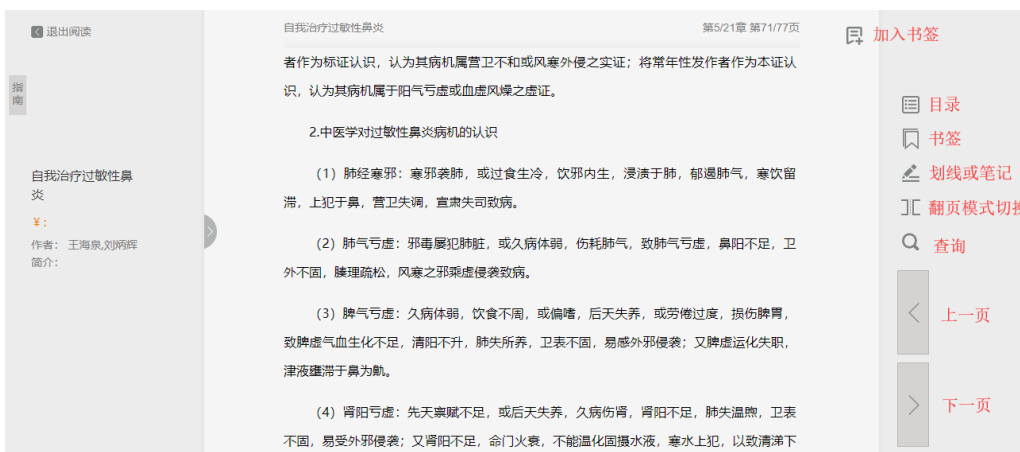 退出阅读
指南
自我治疗过敏性鼻
炎
¥：
作者： 王海泉,刘炳辉
简介：
自我治疗过敏性鼻炎
第5/21章 第71/77页
者作为标证认识，认为其病机属营卫不和或风寒外侵之实证；将常年性发作者作为本证认
识，认为其病机属于阳气亏虚或血虚风燥之虚证。
2.中医学对过敏性鼻炎病机的认识
（1）肺经寒邪：寒邪袭肺，或过食生冷，饮邪内生，浸渍于肺，郁遏肺气，寒饮留
滞，上犯于鼻，营卫失调，宣肃失司致病。
（2）肺气亏虚：邪毒屡犯肺脏，或久病体弱，伤耗肺气，致肺气亏虚，鼻阳不足，卫
外不固，腠理疏松，风寒之邪乘虚侵袭致病。
（3）脾气亏虚：久病体弱，饮食不周，或偏嗜，后天失养，或劳倦过度，损伤脾胃，
致脾虚气血生化不足，清阳不升，肺失所养，卫表不固，易感外邪侵袭；又脾虚运化失职，
津液壅滞于鼻为鼽。
（4）肾阳亏虚：先天禀赋不足，或后天失养，久病伤肾，肾阳不足，肺失温煦，卫表
不固，易受外邪侵袭；又肾阳不足，命门火衰，不能温化固摄水液，寒水上犯，以致清涕下
加入书签
目录
书签
划线或笔记
翻页模式切换
查询
上一页
下一页